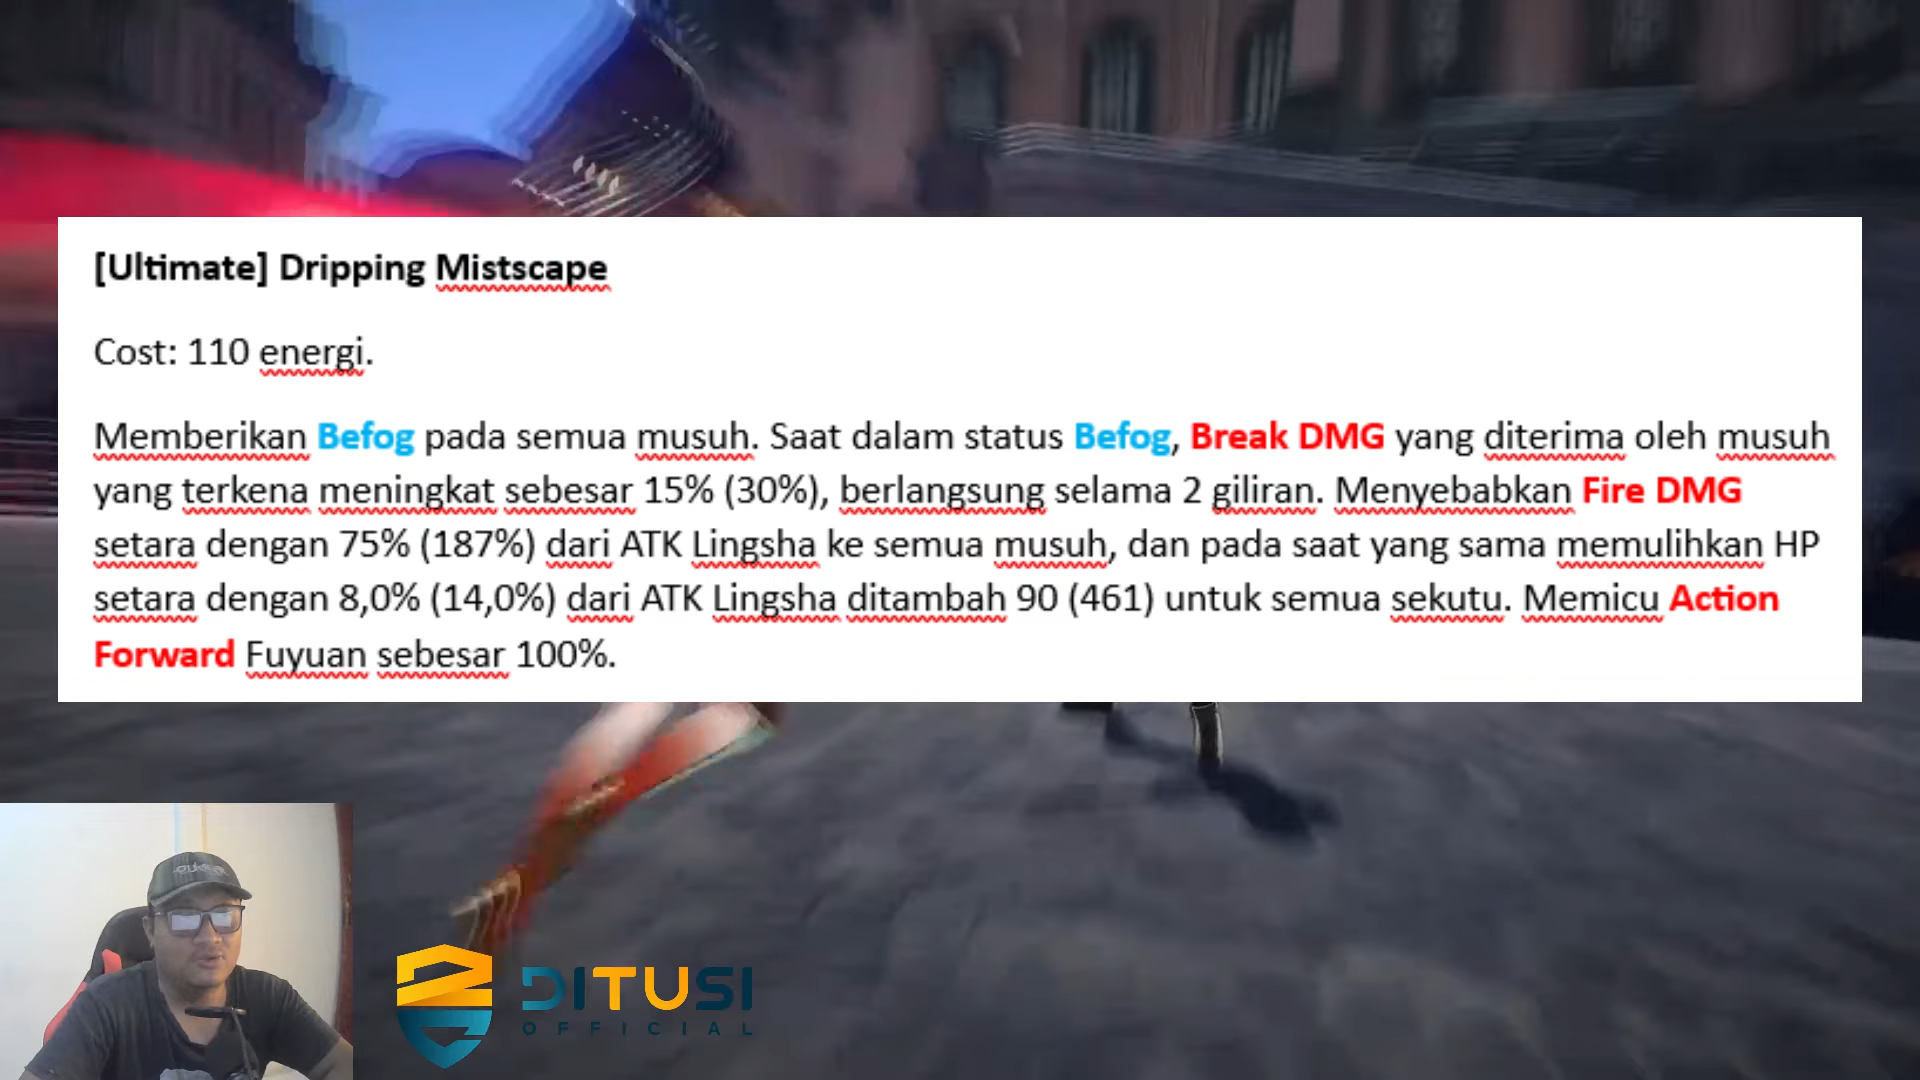 [Ultimate] Dripping Mistscape
Cost: 110 energi.
Memberikan Befog pada semua musuh. Saat dalam status Befog, Break DMG yang diterima oleh musuh
yang terkena meningkat sebesar 15% (30%), berlangsung selama 2 giliran. Menyebabkan Fire DMG
setara dengan 75% (187%) dari ATK Lingsha ke semua musuh, dan pada saat yang sama memulihkan HP
setara dengan 8,0% (14,0%) dari ATK Lingsha ditambah 90 (461) untuk semua sekutu. Memicu Action
Forward Fuyuan sebesar 100%.
DITUSI
OFFICIAL